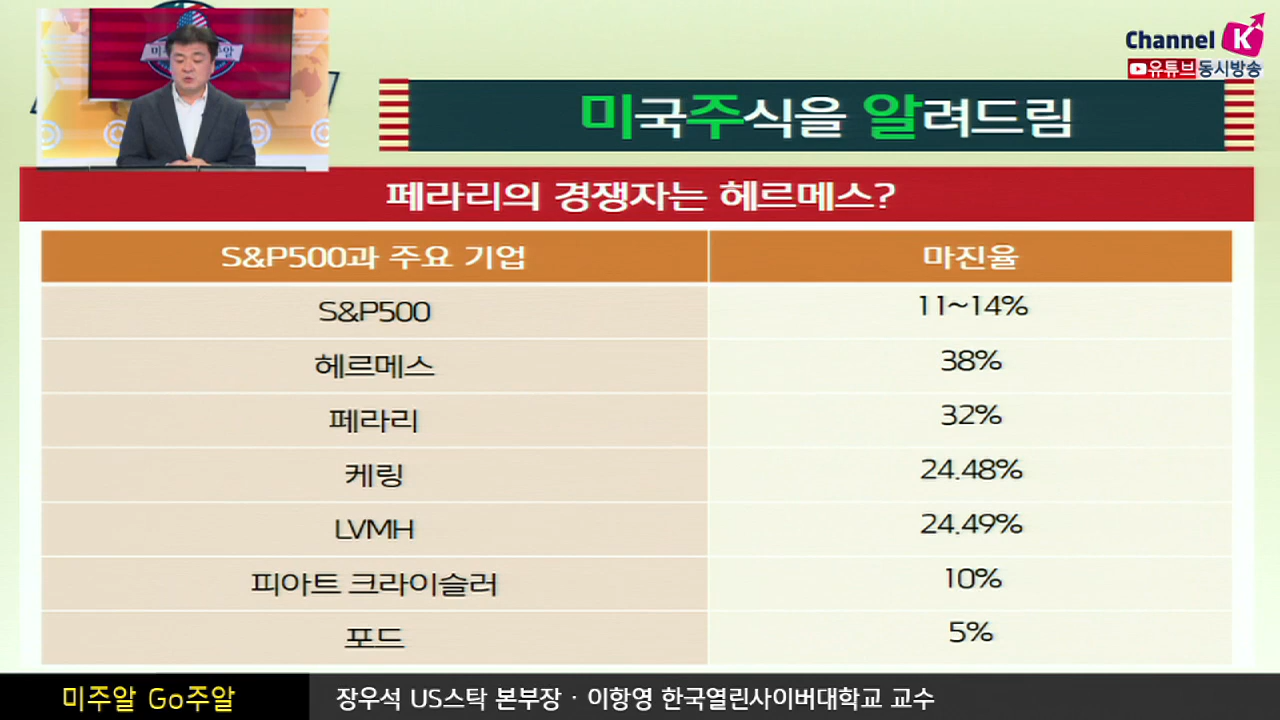 Channel K
유튜브동시방송
미국주식을 알려드림
페라리의 경쟁자는 헤르메스?
S&P500과 주요 기업 마진율
S&P500 11~14%
헤르메스 38%
페라리 32%
케링 24.48%
LVMH 24.49%
피아트 크라이슬러 10%
포드 5%
미주알 Go주알 장우석 US스탁 본부장 · 이항영 한국열린사이버대학교 교수